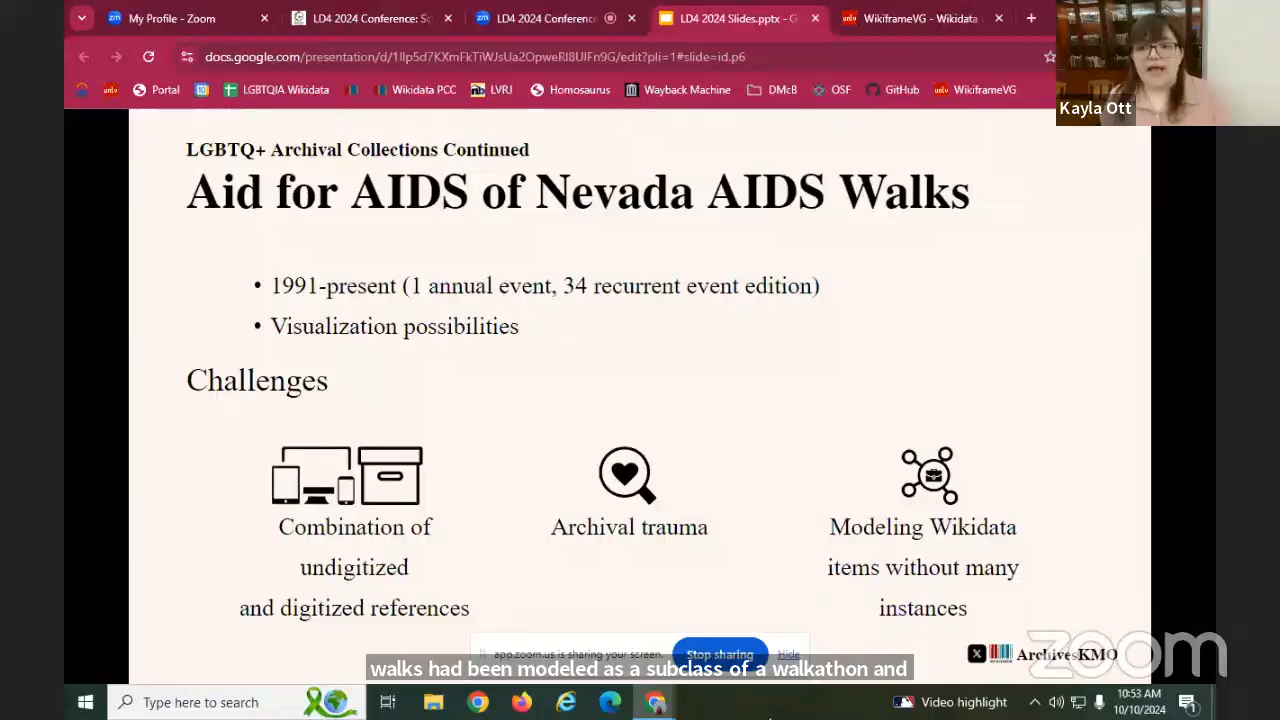 My Profile - Zoom
LD4 2024 Conference: Sc
LD4 2024 Conference
LD4 2024 Slides.pptx - G
WikiframeVG - Wikidata
docs.google.com/presentation/d/1IIp5d7KXmFkTiWJsUa2OpweRl8UIFn9G/edit?pli=1#slide=id.p6
Portal
LGBTQIA Wikidata
Wikidata PCC
LVRJ
Homosaurus
Wayback Machine
DMcB
OSF
GitHub
WikiframeVG
Kayla Ott
LGBTQ+ Archival Collections Continued
Aid for AIDS of Nevada AIDS Walks
• 1991-present (1 annual event, 34 recurrent event edition)
• Visualization possibilities
Challenges
Combination of
undigitized
and digitized references
Archival trauma
Modeling Wikidata
items without many
instances
app.zoom.us is sharing your screen.
Stop sharing
Hide
walks had been modeled as a subclass of a walkathon and
ArchivesKMO
zoom
Type here to search
Video highlight
10:53 AM
10/10/2024